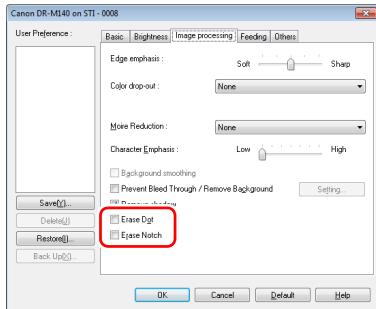 Canon DR-M140 on STI - 0008
User Preference :
Basic Brightness Image processing Feeding Others
Edge emphasis : Soft Sharp
Color drop-out : None
Moire Reduction : None
Character Emphasis : Low High
Background smoothing
Prevent Bleed Through / Remove Background Setting...
Save(Y)... Remove shadow
Delete(J) Erase Dot
Restore(I)... Erase Notch
Back Up(X)...
OK Cancel Default Help